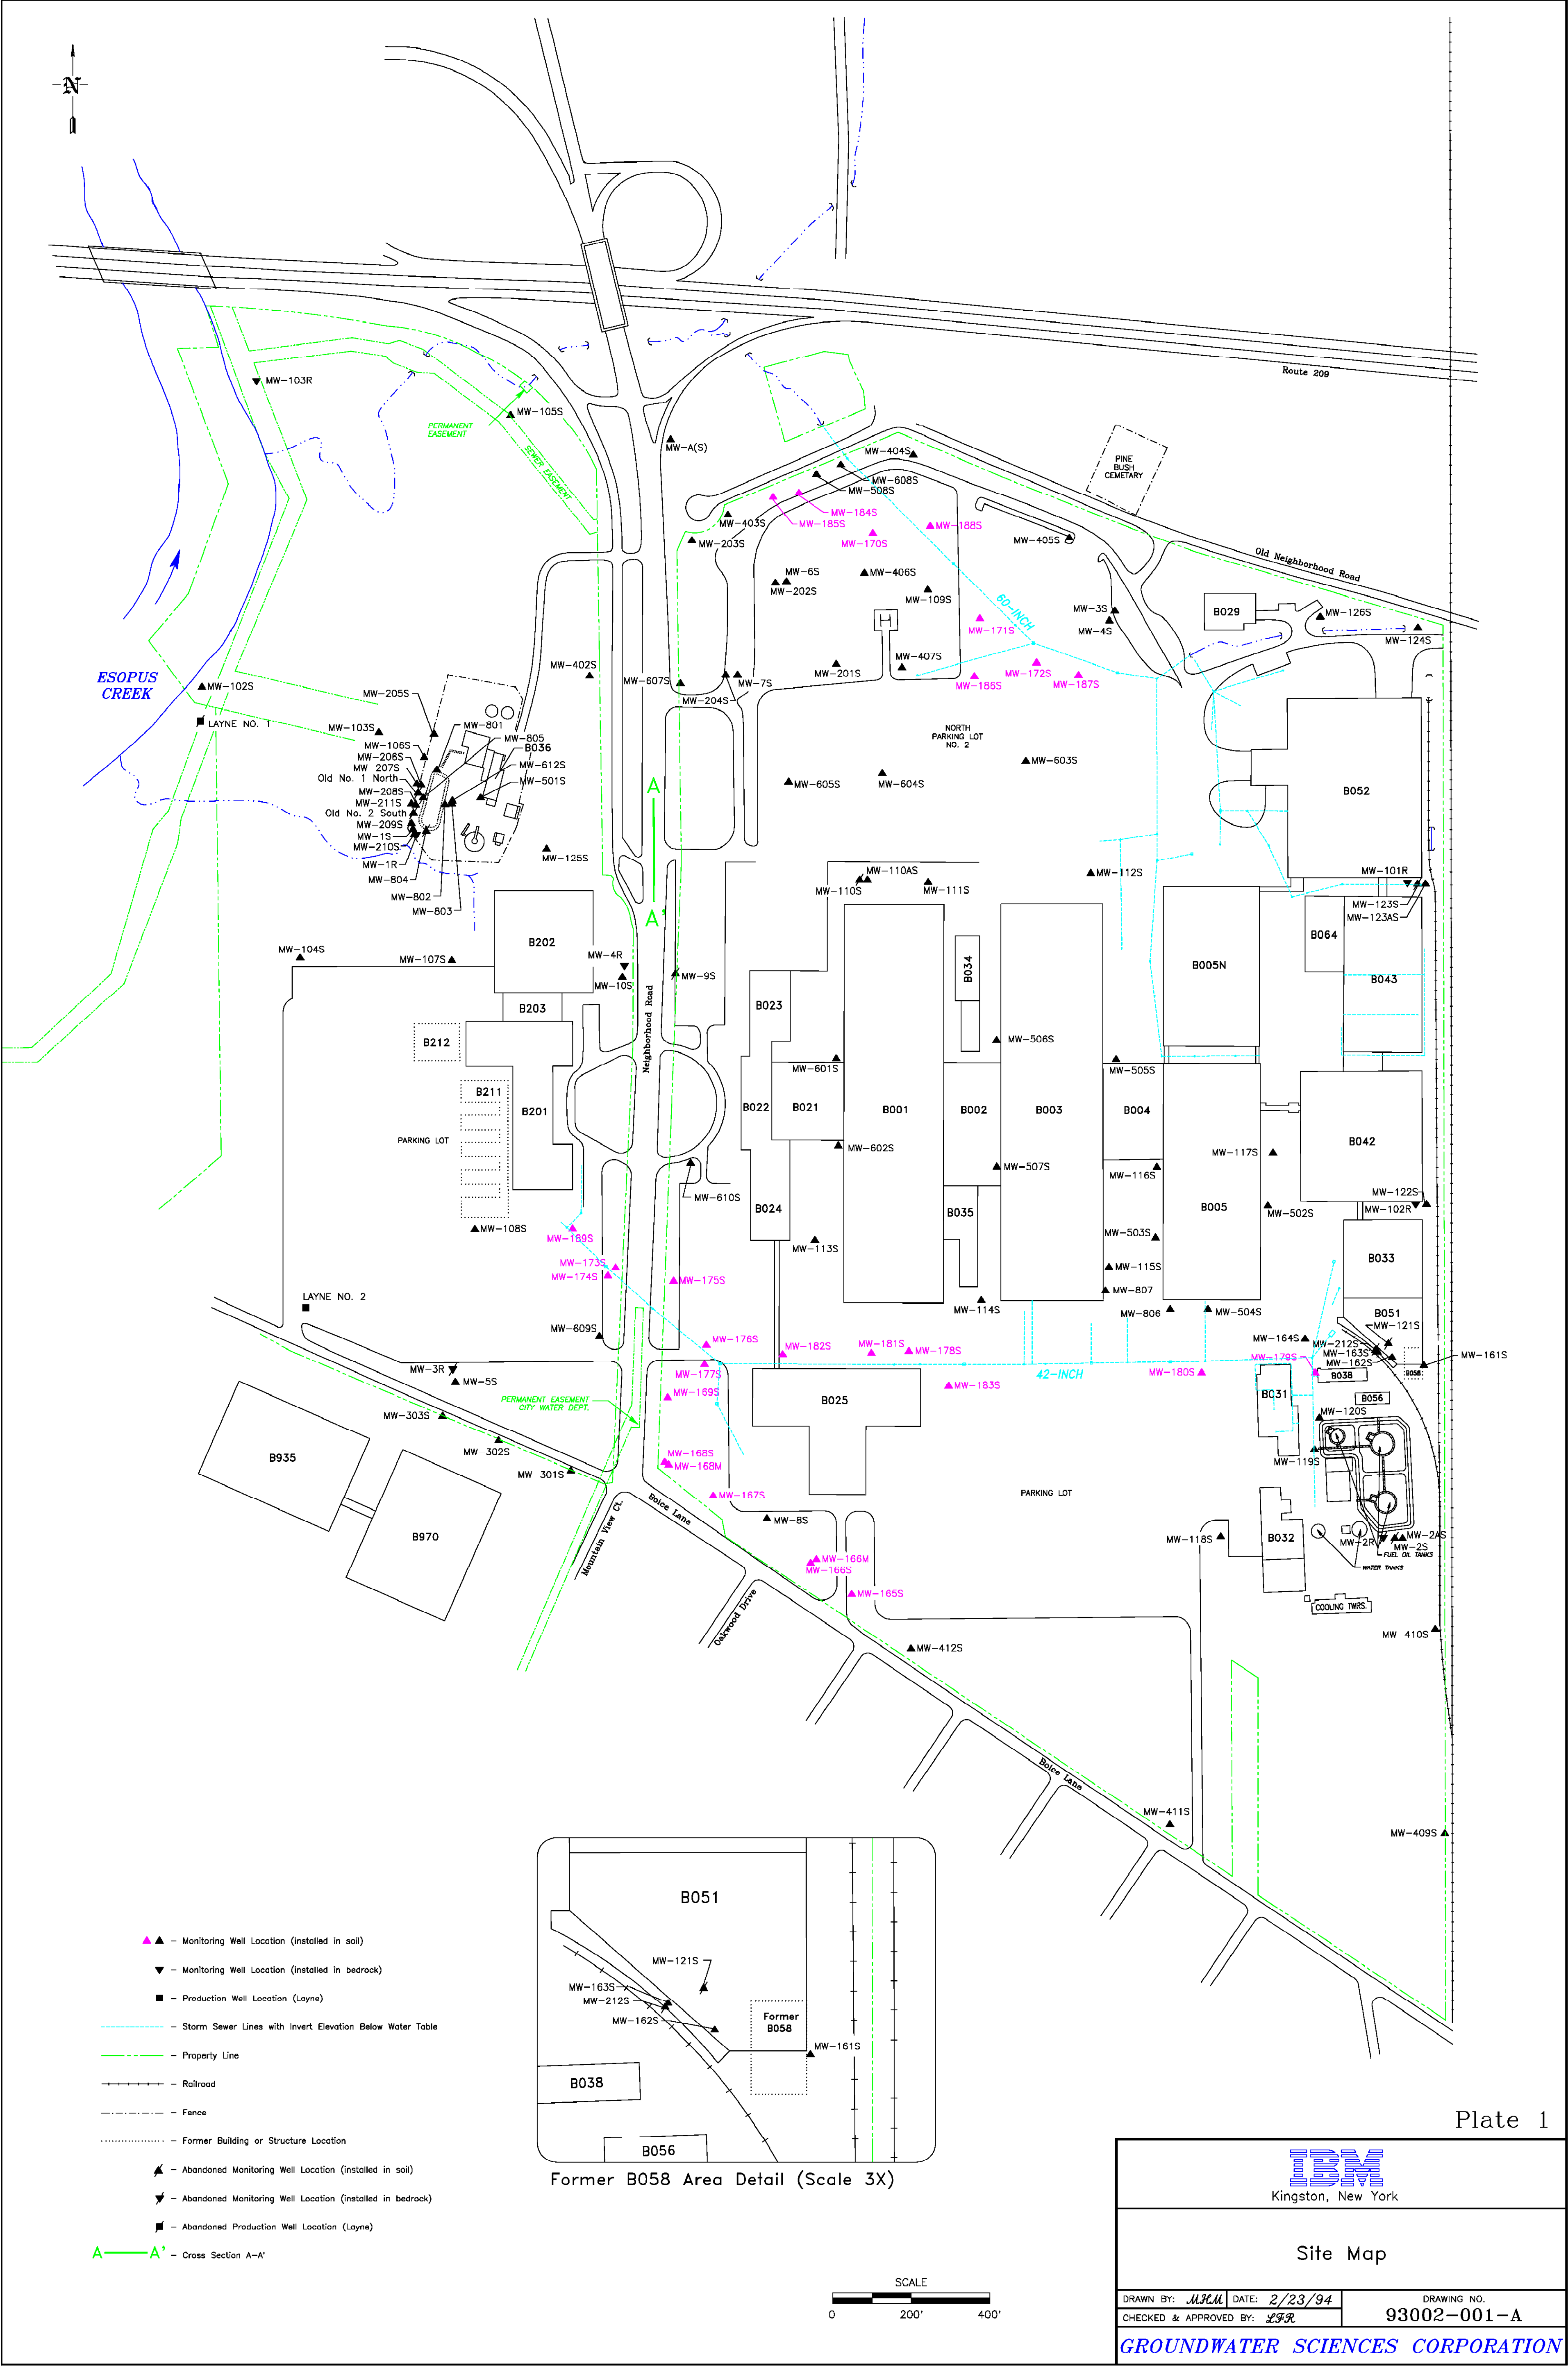 N
Route 209
MW-103R
MW-105S
PERMANENT
EASEMENT
SEWER EASEMENT
MW-A(S)
MW-404S
MW-608S
MW-508S
MW-184S
MW-185S
MW-188S
MW-170S
MW-403S
MW-203S
MW-405S
PINE
BUSH
CEMETARY
Old Neighborhood Road
MW-6S
MW-202S
MW-406S
MW-109S
60-INCH
MW-3S
MW-4S
B029
MW-126S
MW-124S
MW-171S
MW-407S
MW-201S
MW-172S
MW-186S
MW-187S
MW-402S
MW-607S
MW-7S
MW-204S
ESOPUS
CREEK
MW-102S
LAYNE NO. 1
MW-205S
MW-103S
MW-801
MW-805
B036
MW-106S
MW-206S
MW-612S
MW-207S
Old No. 1 North
MW-501S
MW-208S
MW-211S
Old No. 2 South
MW-209S
MW-1S
MW-210S
MW-1R
MW-804
MW-802
MW-803
MW-125S
A
A'
NORTH
PARKING LOT
NO. 2
MW-603S
MW-605S
MW-604S
B052
MW-110AS
MW-110S
MW-111S
MW-112S
MW-101R
MW-123S
MW-123AS
MW-104S
MW-107S
B202
MW-4R
MW-10S
MW-9S
B203
B212
B211
B201
PARKING LOT
Neighborhood Road
B023
B034
B005N
B064
B043
MW-506S
MW-601S
MW-505S
B022
B021
B001
B002
B003
B004
B042
MW-602S
MW-507S
MW-116S
MW-117S
MW-610S
B024
B035
B005
MW-122S
MW-102R
MW-502S
MW-108S
MW-189S
MW-113S
MW-503S
B033
MW-173S
MW-174S
MW-175S
MW-115S
MW-807
LAYNE NO. 2
MW-114S
MW-806
MW-504S
B051
MW-121S
MW-609S
MW-176S
MW-182S
MW-181S
MW-178S
MW-164S
MW-212S
MW-163S
MW-162S
MW-161S
MW-179S
MW-3R
MW-5S
MW-177S
MW-183S
42-INCH
MW-180S
B038
B058
B031
B056
MW-169S
PERMANENT EASEMENT
CITY WATER DEPT.
B025
MW-120S
MW-303S
MW-302S
MW-301S
MW-168S
MW-168M
MW-119S
B935
B970
MW-167S
PARKING LOT
MW-8S
Boice Lane
Mountain View Ct.
MW-118S
B032
MW-2R
MW-2AS
MW-2S
FUEL OIL TANKS
WATER TANKS
MW-166M
MW-166S
MW-165S
COOLING TWRS.
Oakwood Drive
MW-412S
MW-410S
Boice Lane
MW-411S
MW-409S
B051
MW-121S
MW-163S
MW-212S
MW-162S
Former
B058
MW-161S
B038
B056
Former B058 Area Detail (Scale 3X)
- Monitoring Well Location (installed in soil)
- Monitoring Well Location (installed in bedrock)
- Production Well Location (Layne)
- Storm Sewer Lines with Invert Elevation Below Water Table
- Property Line
- Railroad
- Fence
- Former Building or Structure Location
- Abandoned Monitoring Well Location (installed in soil)
- Abandoned Monitoring Well Location (installed in bedrock)
- Abandoned Production Well Location (Layne)
A A' - Cross Section A-A'
SCALE
0 200' 400'
Plate 1
IBM
Kingston, New York
Site Map
DRAWN BY: MHM DATE: 2/23/94
CHECKED & APPROVED BY: LFR
DRAWING NO.
93002-001-A
GROUNDWATER SCIENCES CORPORATION